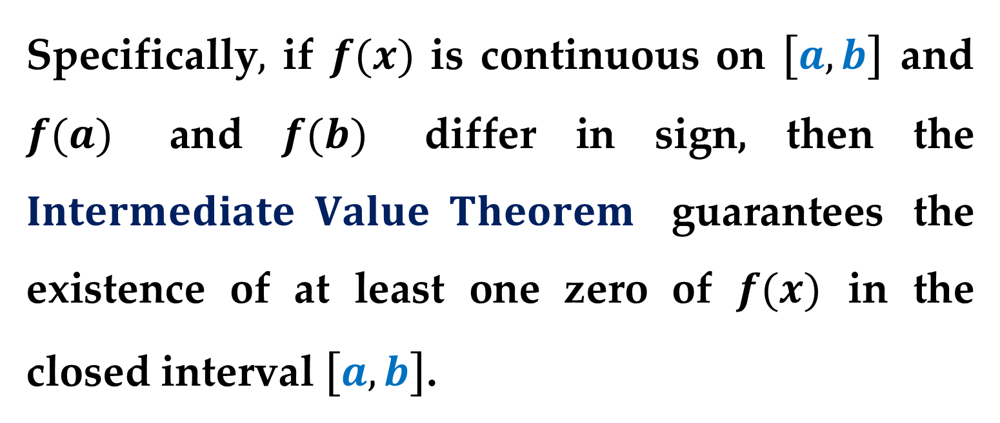 Specifically, if f(x) is continuous on [a, b] and
f(a) and f(b) differ in sign, then the
Intermediate Value Theorem guarantees the
existence of at least one zero of f(x) in the
closed interval [a, b].